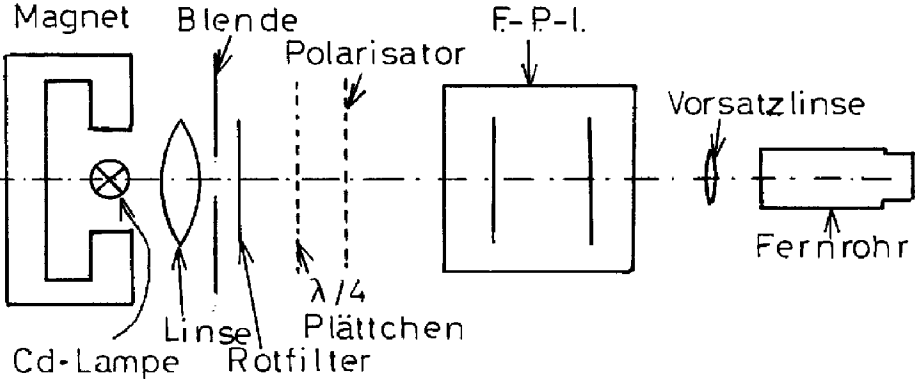 Magnet
Blende
F.-P.-I.
Polarisator
Vorsatzlinse
Fernrohr
λ/4
Linse
Plättchen
Cd-Lampe
Rotfilter